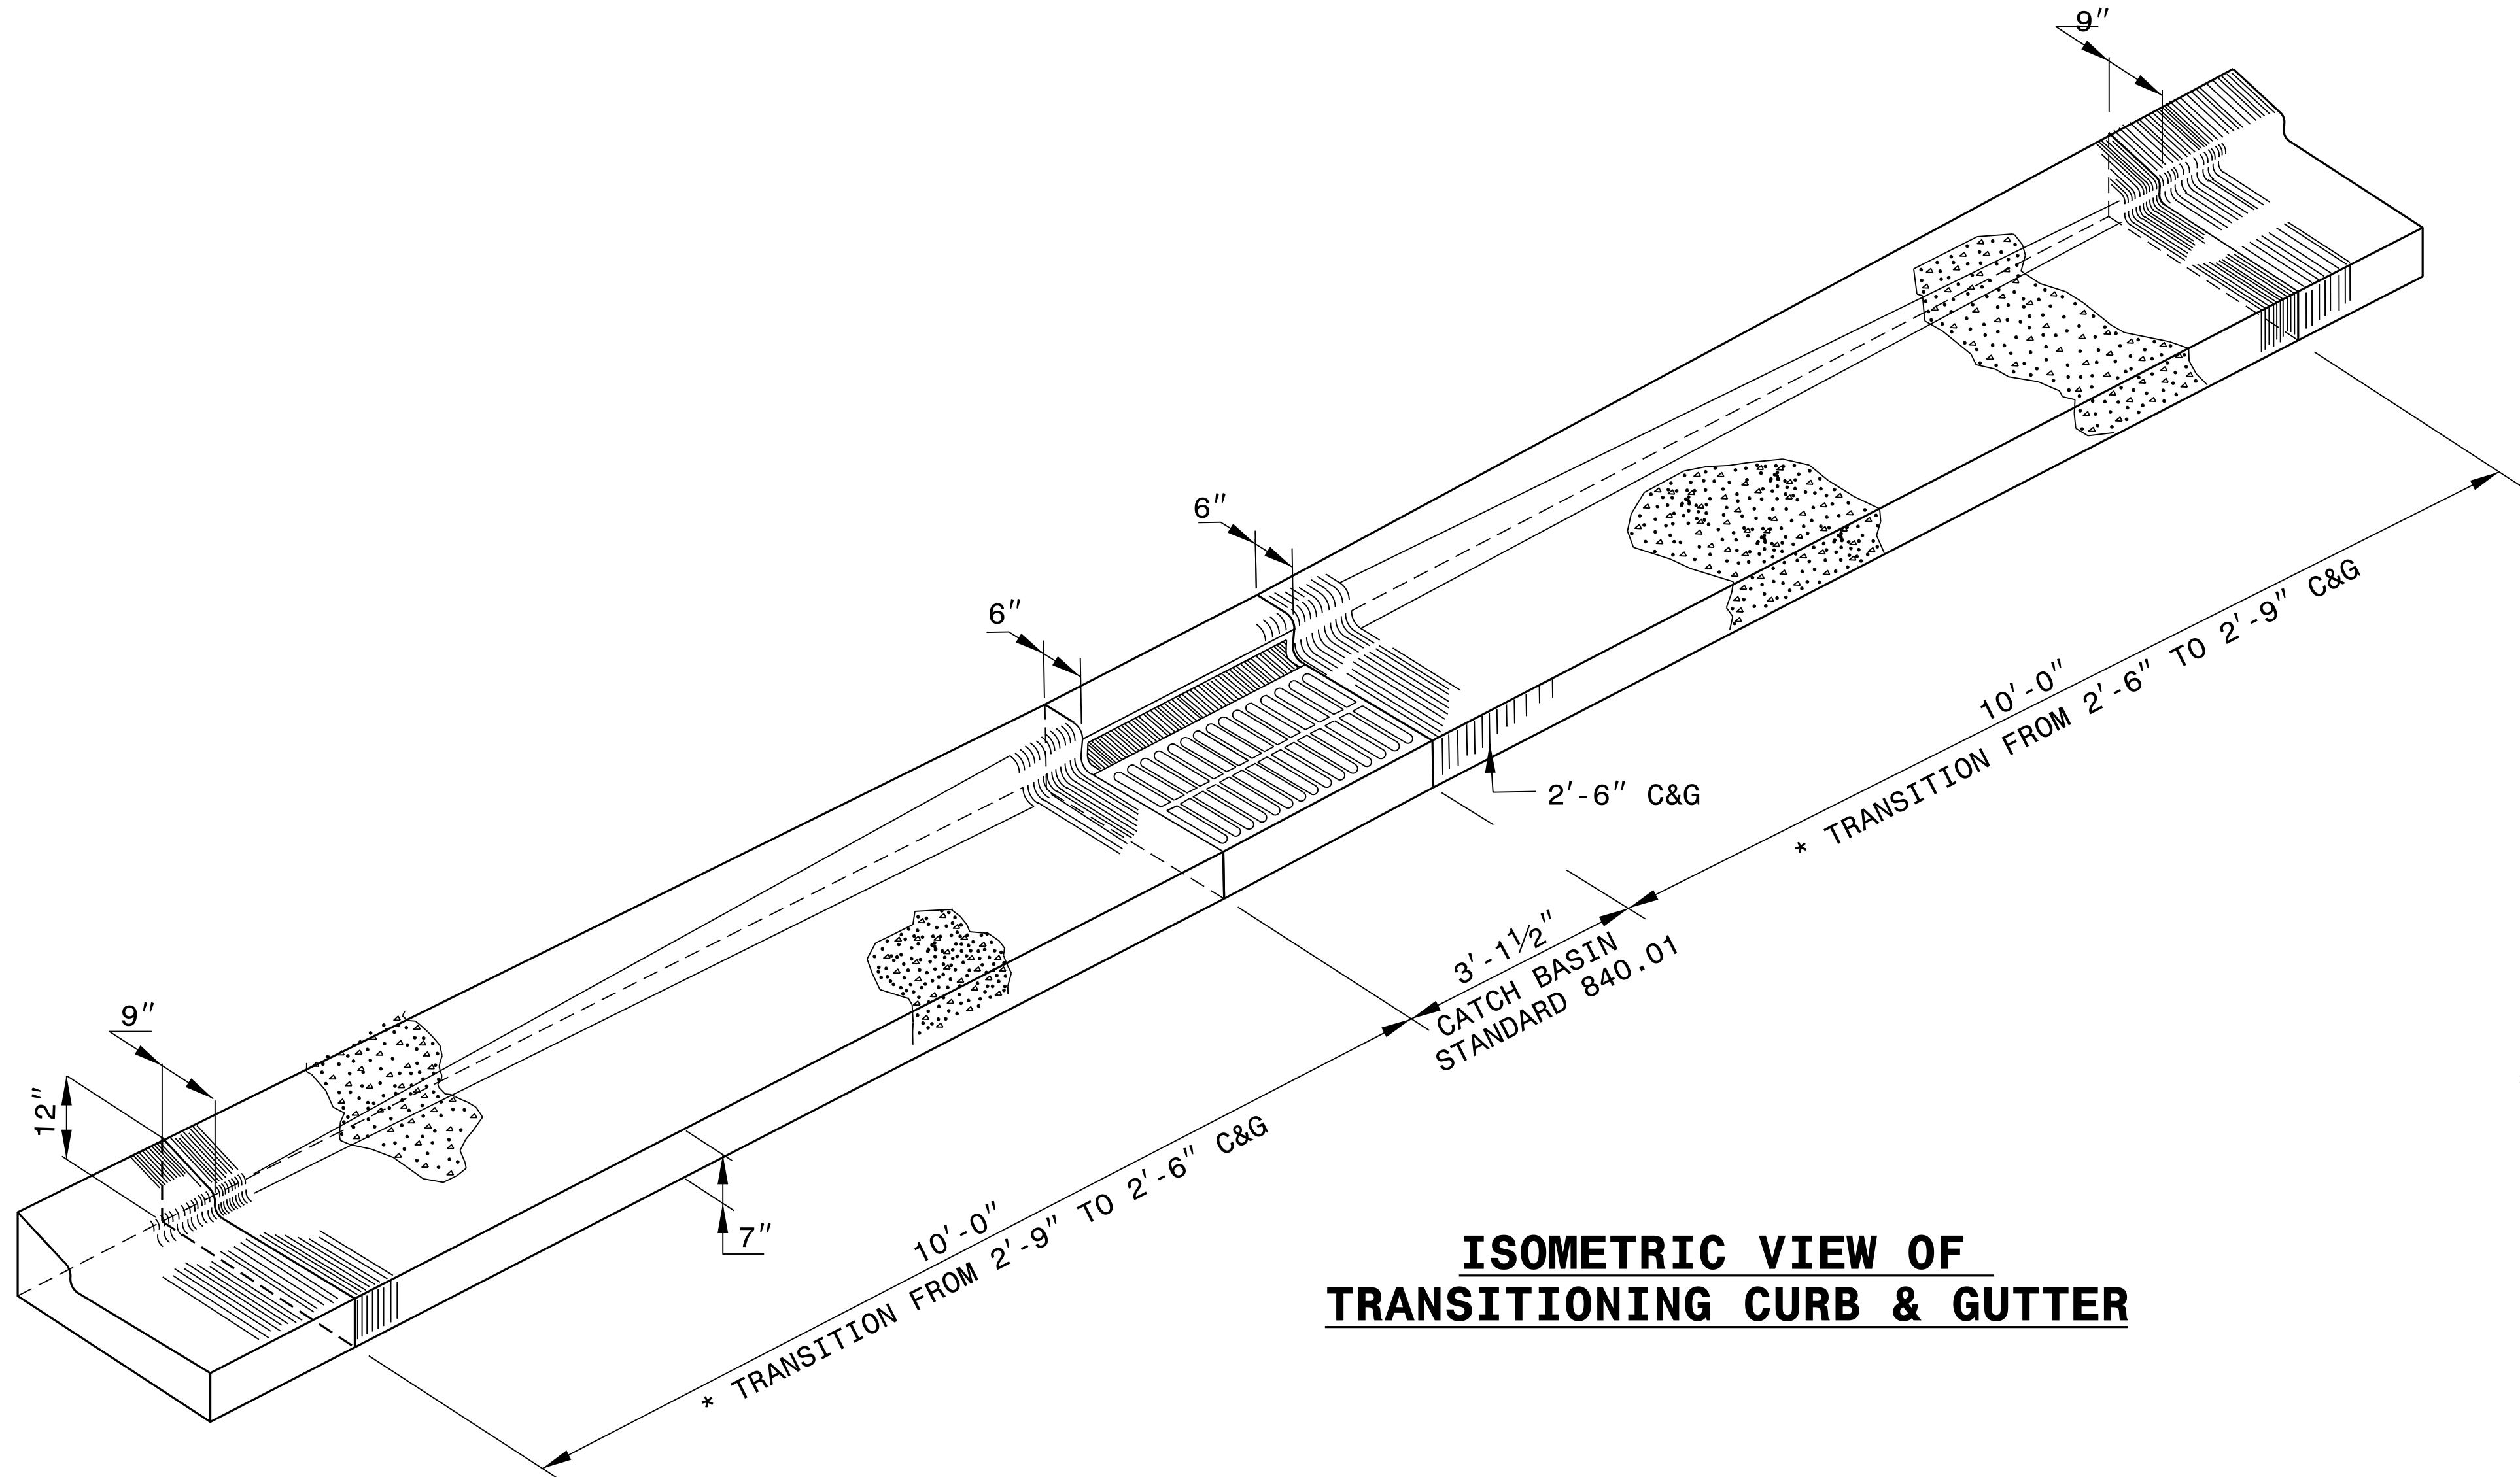 9"
6"
6"
9"
12"
2'-6" C&G
10'-0"
* TRANSITION FROM 2'-6" TO 2'-9" C&G
3'-1½"
CATCH BASIN
STANDARD 840.01
10'-0"
* TRANSITION FROM 2'-9" TO 2'-6" C&G
7"
ISOMETRIC VIEW OF
TRANSITIONING CURB & GUTTER